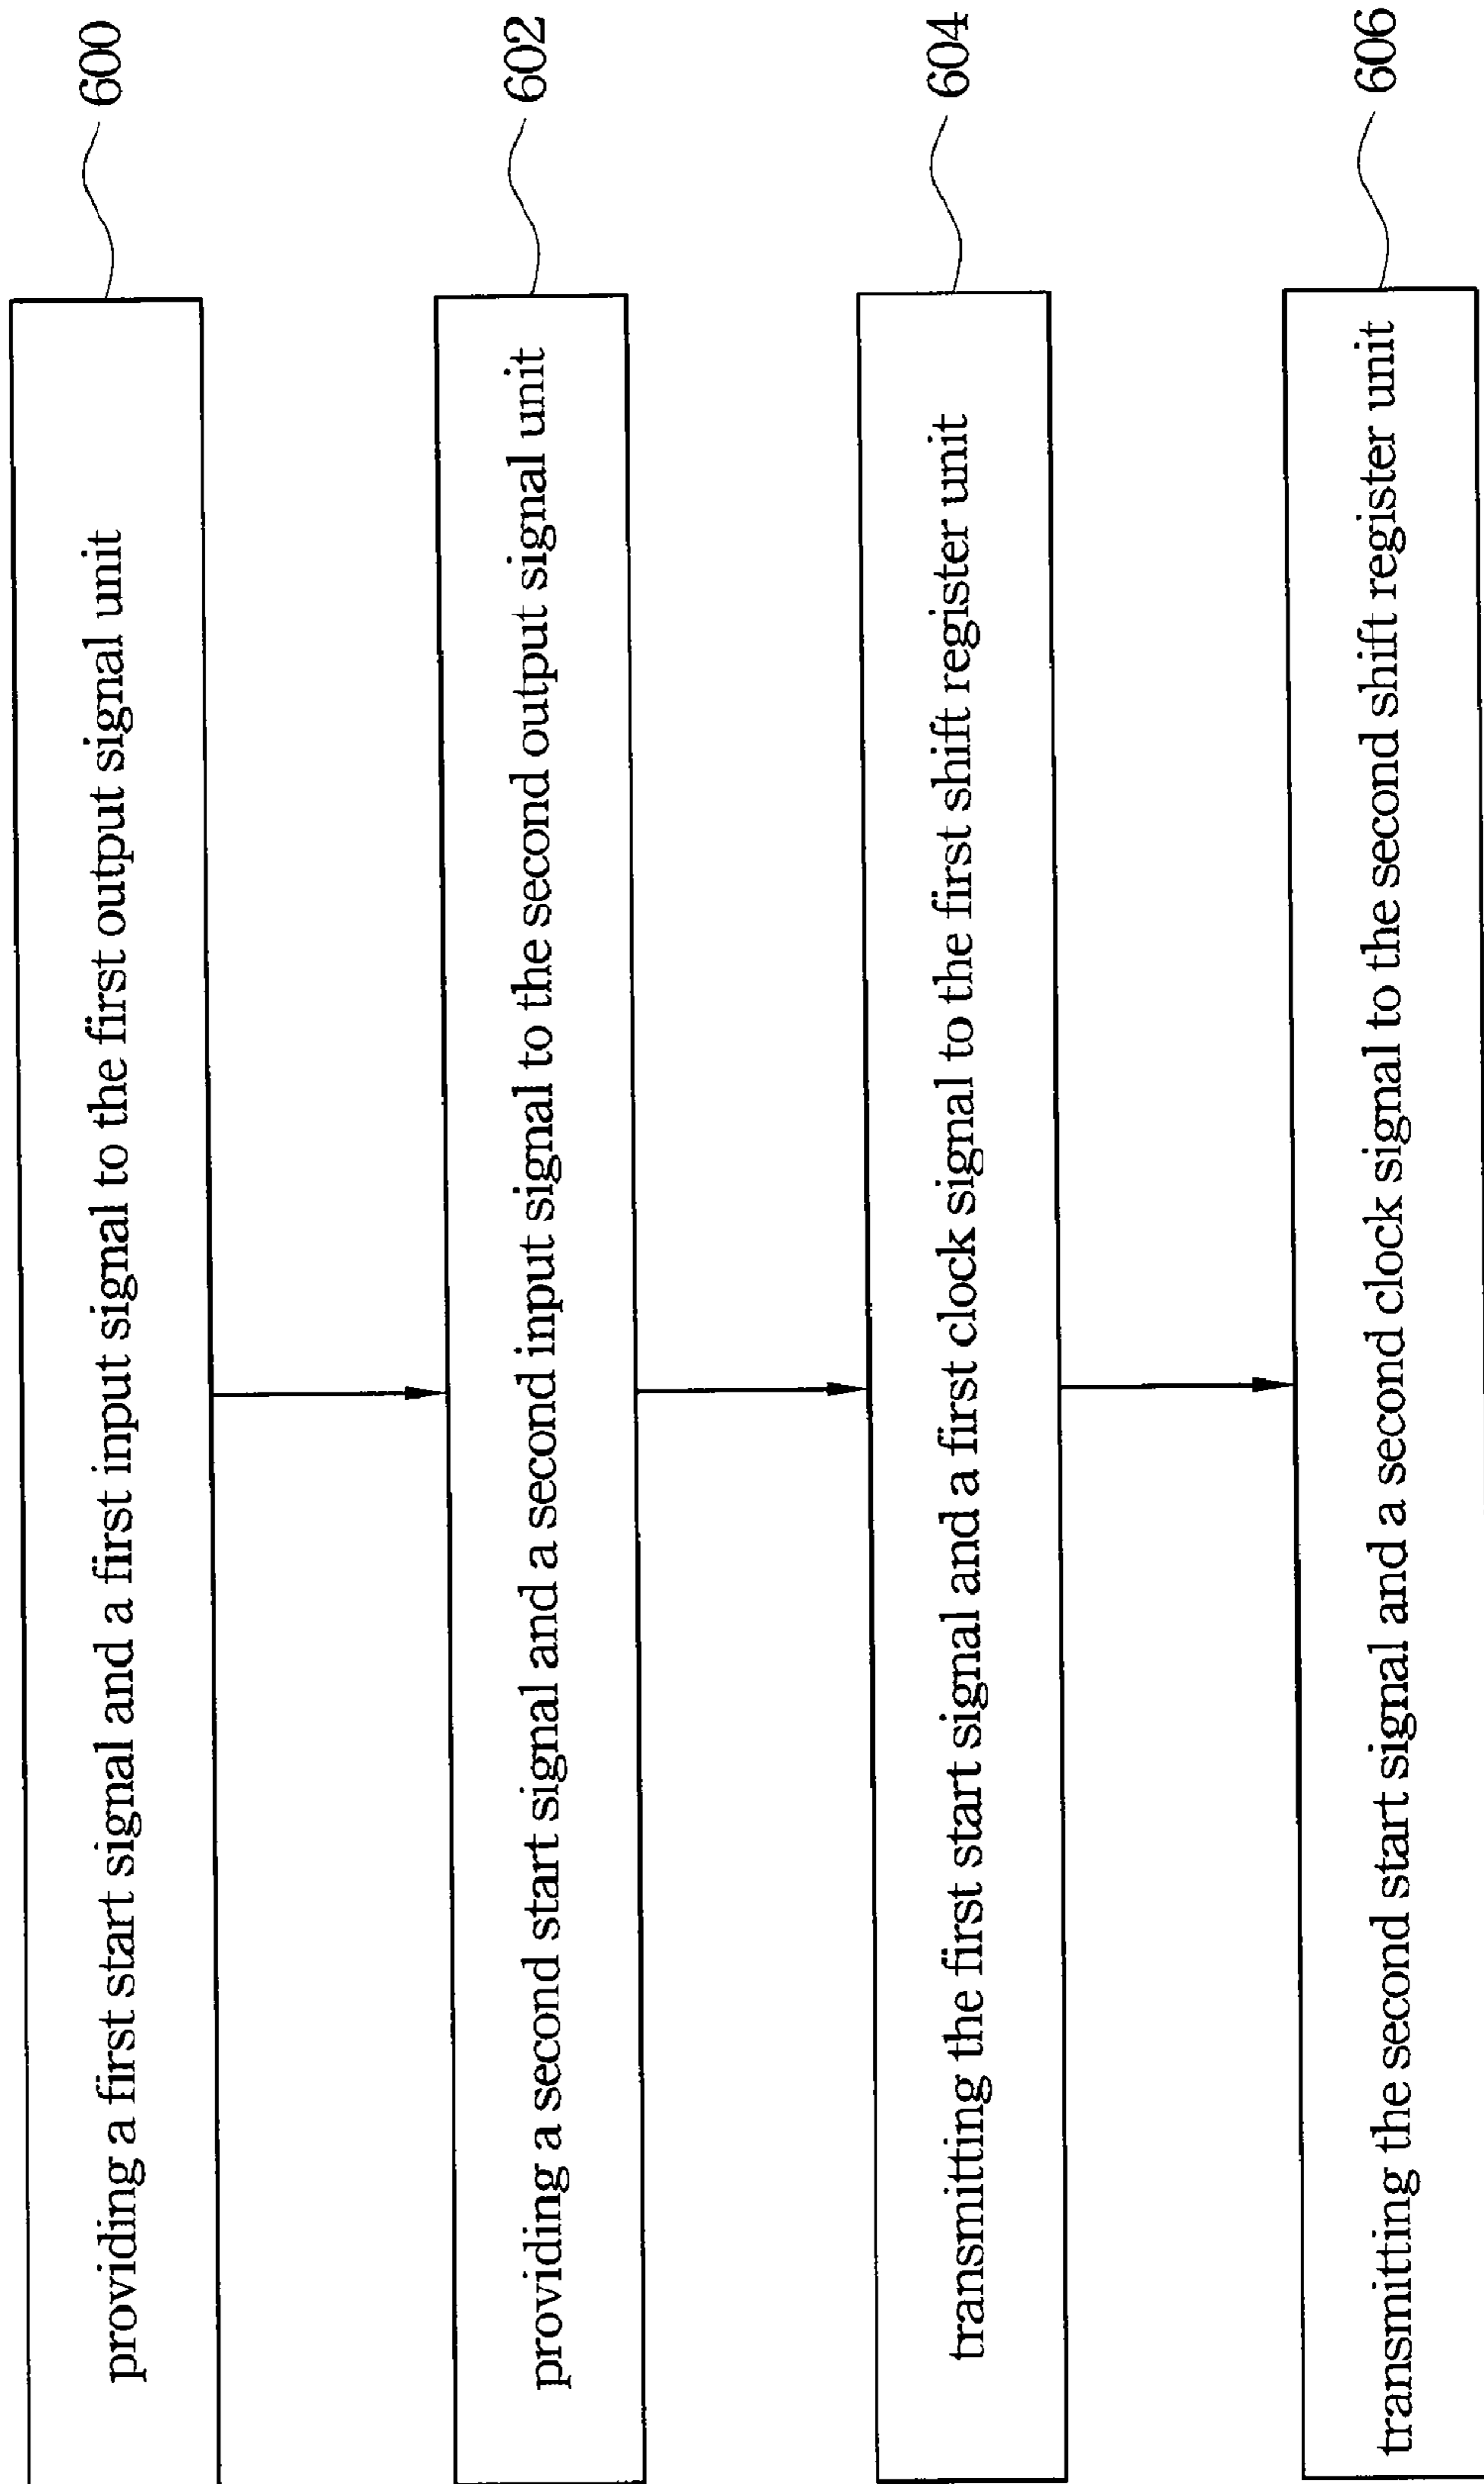 providing a first start signal and a first input signal to the first output signal unit
600
providing a second start signal and a second input signal to the second output signal unit
602
transmitting the first start signal and a first clock signal to the first shift register unit
604
transmitting the second start signal and a second clock signal to the second shift register unit
606